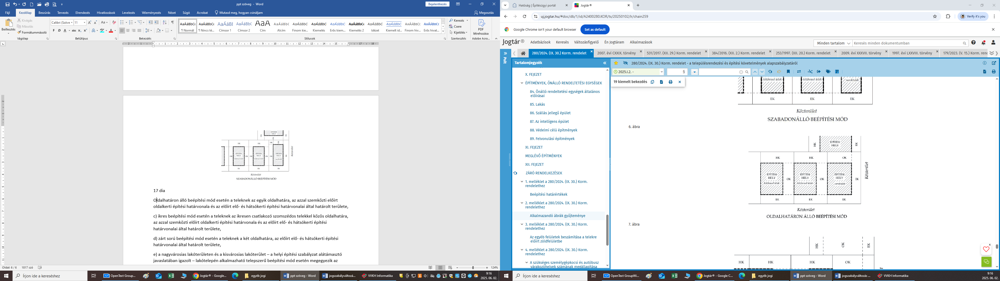 ppt szöveg - Word
Bejelentkezés
Fájl Kezdőlap Beszúrás Tervezés Elrendezés Hivatkozások Levelezés Véleményezés Nézet Súgó Acrobat Mutasd meg, hogyan csináljam Megosztás
Beillesztés
Kivágás
Másolás
Formátummásoló
Calibri (Szöve 11
AaÁáBbCc AaÁáBbCc AaÁáBbI AaÁáBbC AaA AaÁáBbC AaÁáBbC AaÁáBbC AaÁáBbC AaÁáBbCc AaÁáBbC AaÁáBbC AaÁáBBCC AaÁáBBCC
¶ Normál ¶ Nincs té... Címsor 1 Címsor 2 Cím Alcím Finom kie... Kiemelés Erős kiem... Kiemelés 2 Idézet Kiemelt id... Finom hiv... Erős hivat...
Keresés
Csere
Kijelölés
PDF létrehozása
Vágólap Betűtípus Bekezdés Stílusok Szerkesztés Adobe Acro...
ÉPÍTÉSI
HELY
HK OK EK
HK HK HK OK
ÉPÍTÉSI HELY ÉPÍTÉSI HELY ÉPÍTÉSI HELY
OK OK OK OK OK EK
EK EK EK
Közterület
Közterület
SZABADONÁLLÓ BEÉPÍTÉSI MÓD
17 dia
Oldalhatáron álló beépítési mód esetén a teleknek az egyik oldalhatára, az azzal szemközti előírt
oldalkerti építési határvonala és az előírt elő- és hátsókerti építési határvonalai által határolt területe,
c) ikres beépítési mód esetén a teleknek az ikresen csatlakozó szomszédos telekkel közös oldalhatára,
az azzal szemközti előírt oldalkerti építési határvonala és az előírt elő- és hátsókerti építési
határvonalai által határolt területe,
d) zárt sorú beépítési mód esetén a teleknek a két oldalhatára, az előírt elő- és hátsókerti építési
határvonalai által határolt területe,
e) a nagyvárosias lakóterületen és a kisvárosias lakóterület – a helyi építési szabályzat alátámasztó
javaslatában igazolt – lakótelepén alkalmazható telepszerű beépítési mód esetén megegyezik az
Oldal: 6 / 6 1817 szó
124%
Írjon ide a kereséshez
OpenText Group... Jogtár® - Google... egyéb jogi ppt szöveg - Word jogszabályváltozá... VVKH Informatika
9:16
2025. 06. 02.
Hatóság | Építésügyi portál
Jogtár®
uj.jogtar.hu/#doc/db/1/id/A2400280.KOR/ts/20250102/lr/chain259
Verify it's you
Google Chrome isn't your default browser
Set as default
Jogtár® Adatbázisok Keresés Változásfigyelő Én Jogtáram Alkalmazások
Minden tartalom Keresés minden dokumentumban
280/2024. (IX. 30.) Korm. rendelet 2007. évi CXXIX. törvény 531/2017. (XII. 29.) Korm. rendelet 384/2016. (XII. 2.) Korm. rendelet 253/1997. (XII. 20.) Korm. rendelet 2009. évi XXXVII. törvény 1997. évi LXXVIII. törvény 179/2023. (V. 15.) Korm. rend
Pult
Tartalomjegyzék
X. FEJEZET
ÉPÍTMÉNYEK, ÖNÁLLÓ RENDELTETÉSI EGYSÉGEK
84. Önálló rendeltetési egységek általános
előírásai
85. Lakás
86. Szállás jellegű épület
87. Az intelligens épület
88. Védelmi célú építmények
89. Felvonulási építmények
XI. FEJEZET
MEGLÉVŐ ÉPÍTMÉNYEK
XII. FEJEZET
ZÁRÓ RENDELKEZÉSEK
1. melléklet a 280/2024. (IX. 30.) Korm.
rendelethez
Beépítési határértékek
2. melléklet a 280/2024. (IX. 30.) Korm.
rendelethez
Alkalmazandó ábrák gyűjteménye
3. melléklet a 280/2024. (IX. 30.) Korm.
rendelethez
Az egyéb felületek beszámítása a telekre
előírt zöldfelületbe
4. melléklet a 280/2024. (IX. 30.) Korm.
rendelethez
A szükséges személygépkocsi és autóbusz
várakozóhelyek számának megállapítása
280/2024. (IX. 30.) Korm. rendelet - a településrendezési és építési követelmények alapszabályzatáról
2025.I.2. -
§
19 kiemelt bekezdés
közbenső telek közbenső telek saroktelek
EK EK EK
Közterület
SZABADONÁLLÓ BEÉPÍTÉSI MÓD
6. ábra
HK ÉPÍTÉSI HELY EK
HK HK OK
ÉPÍTÉSI HELY közbenső telek OK ÉPÍTÉSI HELY közbenső telek OK ÉPÍTÉSI HELY saroktelek EK
Közterület
EK EK EK
Közterület
OLDALHATÁRON ÁLLÓ BEÉPÍTÉSI MÓD
7. ábra
HK OK EK
HK HK HK OK
Írjon ide a kereséshez
OpenText GroupWi... Jogtár® - Google C... egyéb jogi ppt szöveg - Word jogszabályváltozás ... VVKH Informatika
9:16
2025. 06. 02.